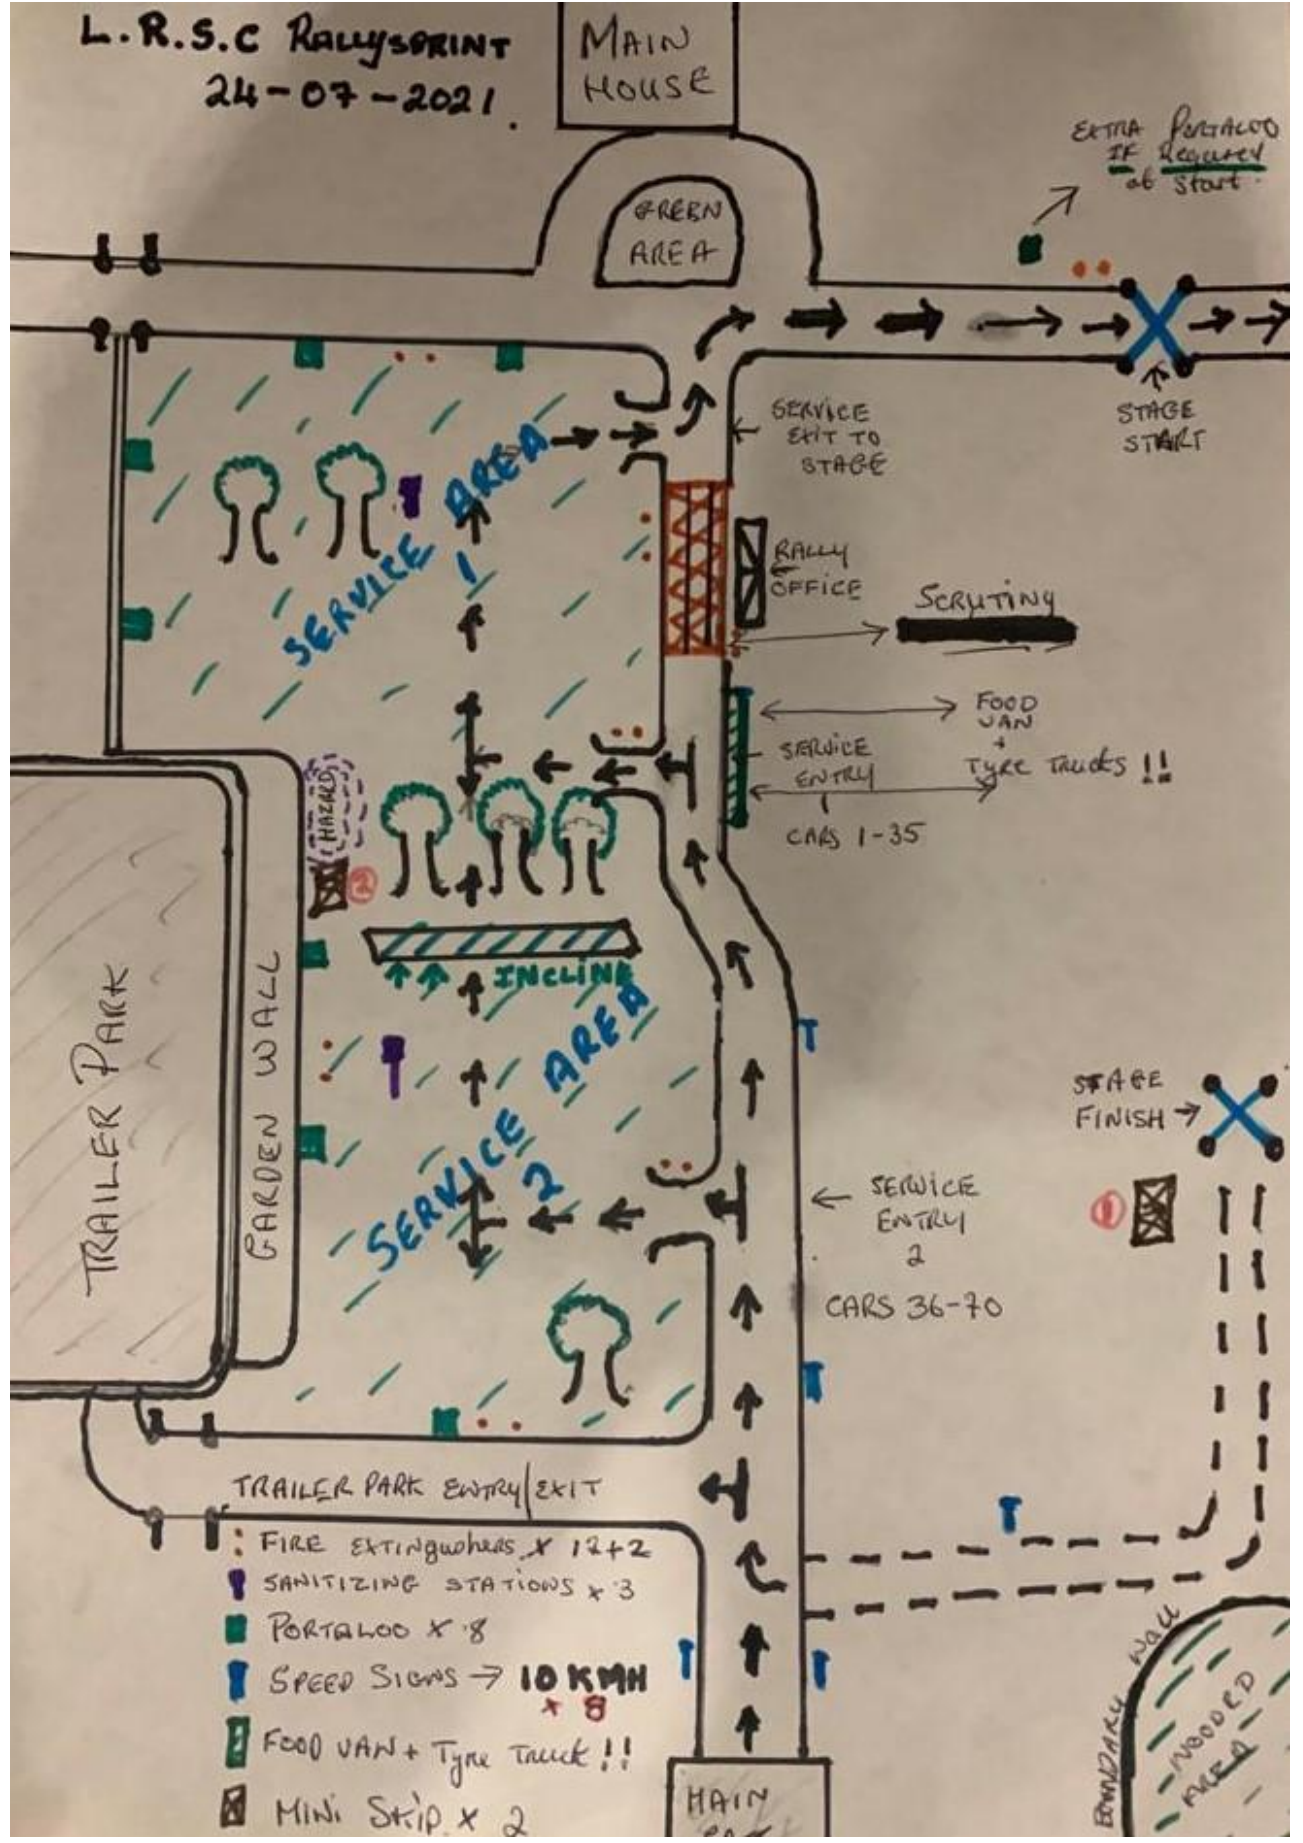 L.R.S.C RALLYSPRINT
24-07-2021.
MAIN
HOUSE
EXTRA PORTALOO
IF Required
at Start.
GREEN
AREA
STAGE
START
SERVICE
EXIT TO
STAGE
SERVICE AREA
1
RALLY
OFFICE
SCRUTINY
FOOD
VAN
+
TYRE TRUCKS !!
SERVICE
ENTRY
1
CARS 1-35
HAZARD
2
INCLINE
TRAILER PARK
GARDEN WALL
SERVICE AREA
2
STAGE
FINISH
1
SERVICE
ENTRY
2
CARS 36-70
TRAILER PARK ENTRY/EXIT
FIRE EXTINguishers x 12+2
SANITIZING STATIONS x 3
PORTALOO x 8
SPEED SIGNS → 10 KMH
x 8
FOOD VAN + Tyre Truck !!
MINI SKIP x 2
MAIN
BOUNDARY Wall
WOODED
AREA